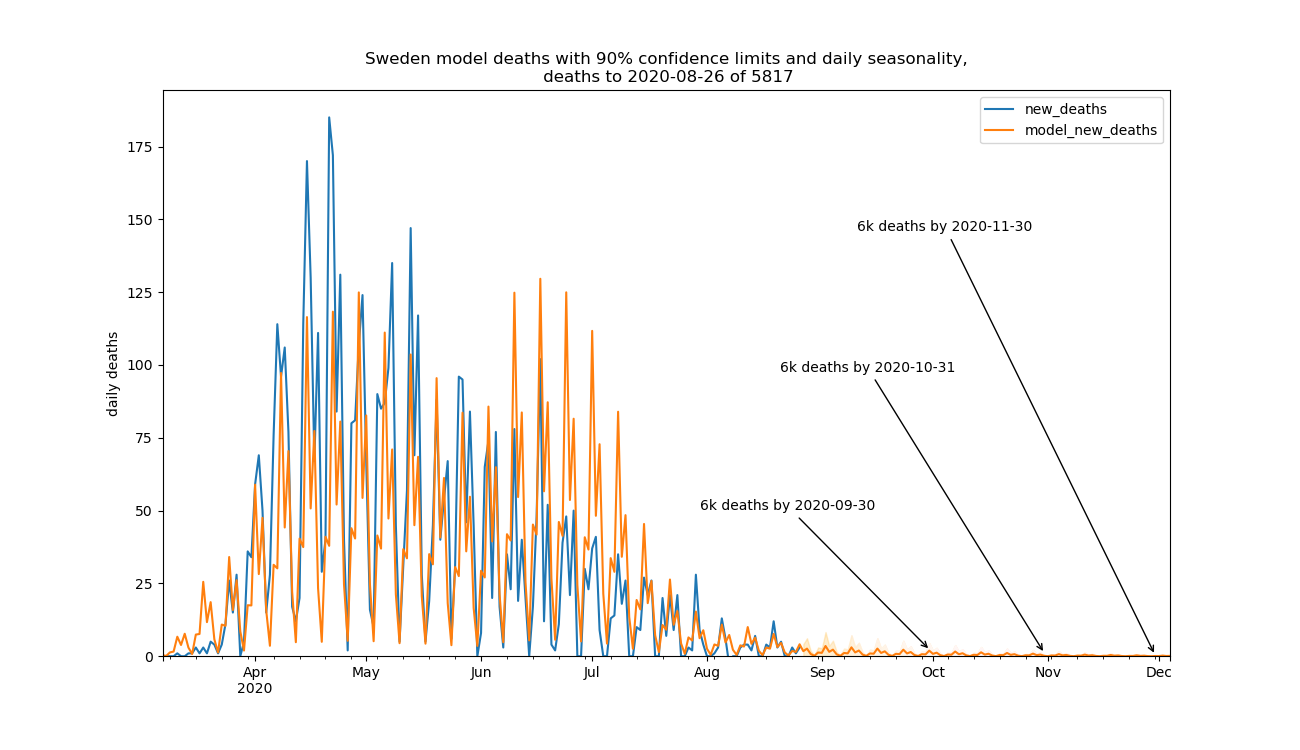 Sweden model deaths with 90% confidence limits and daily seasonality,
deaths to 2020-08-26 of 5817
new_deaths
model_new_deaths
175
150
125
100
75
50
25
0
daily deaths
6k deaths by 2020-11-30
6k deaths by 2020-10-31
6k deaths by 2020-09-30
Apr May Jun Jul Aug Sep Oct Nov Dec
2020